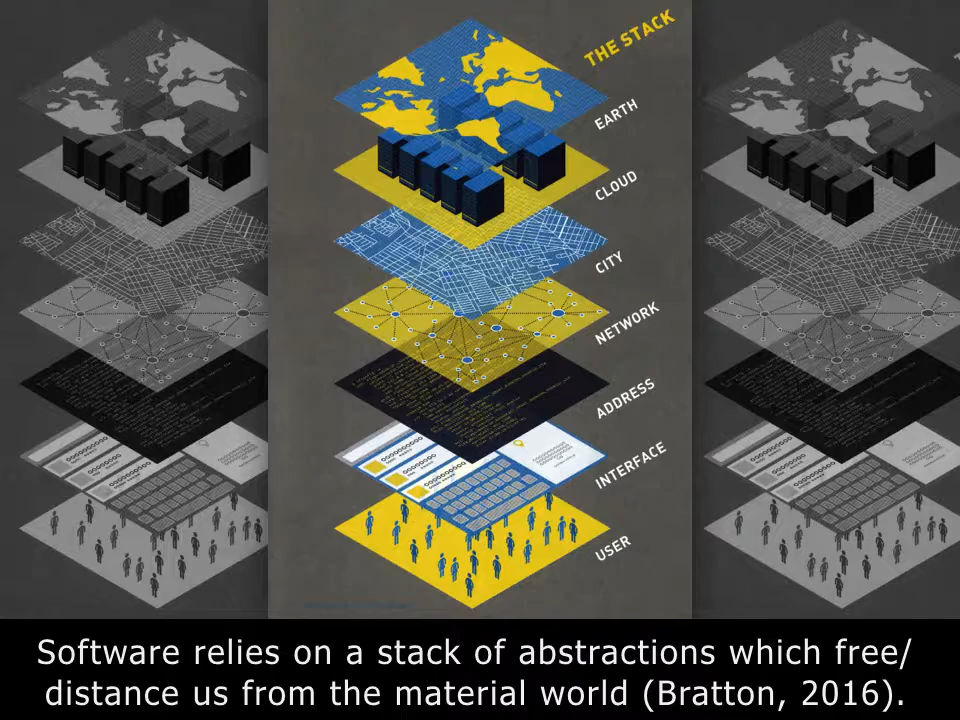 THE STACK
EARTH
CLOUD
CITY
NETWORK
ADDRESS
INTERFACE
USER
Software relies on a stack of abstractions which free/
distance us from the material world (Bratton, 2016).